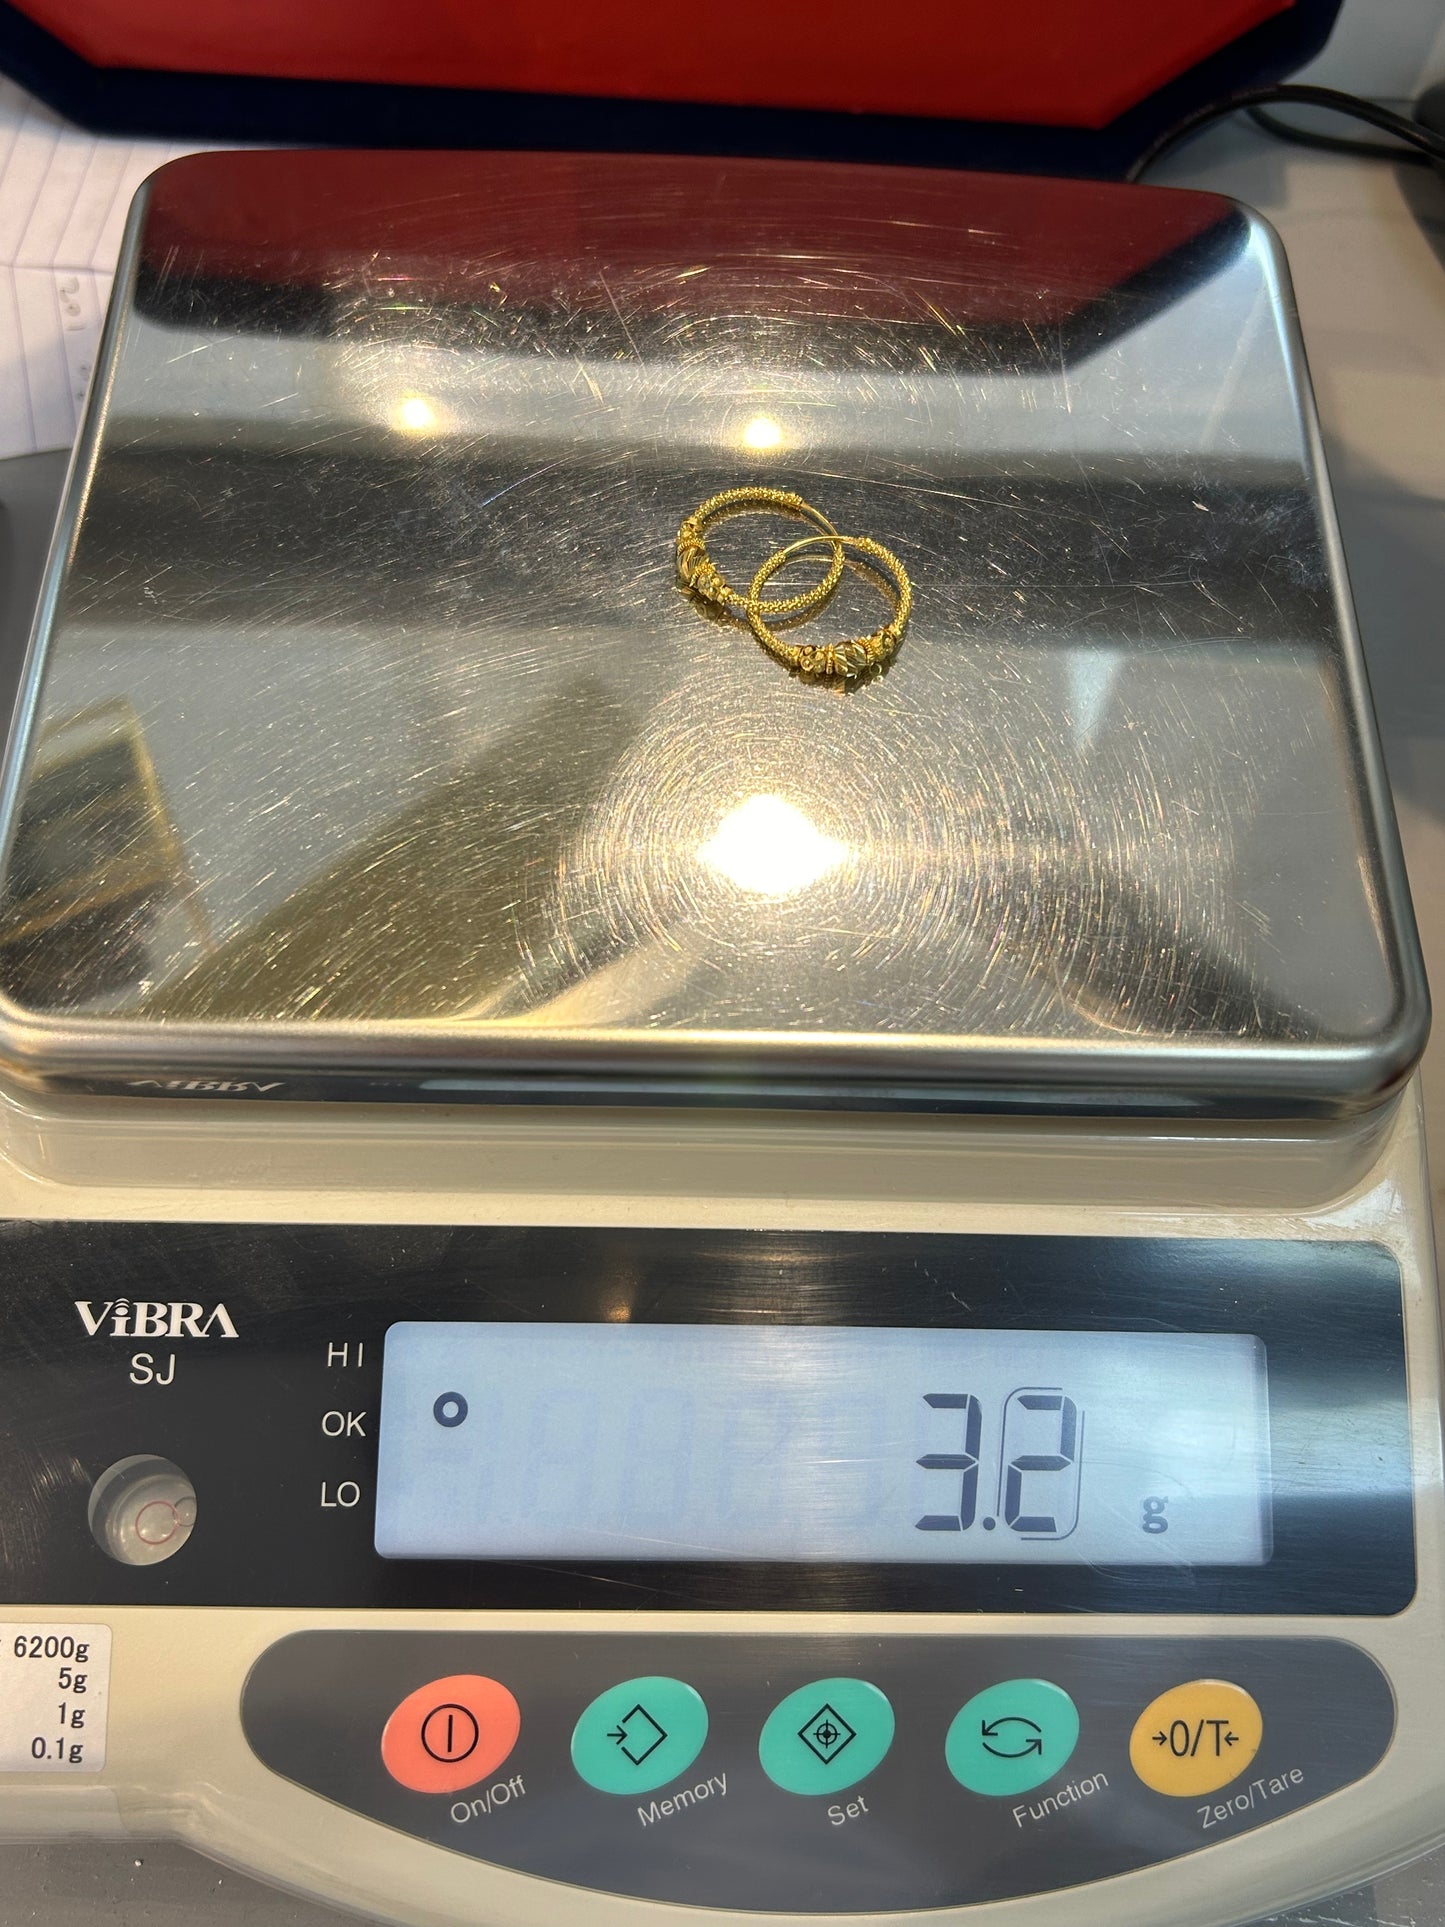 ViBRA
SJ
HI
OK
LO
3.2 g
6200g
5g
1g
0.1g
On/Off
Memory
Set
Function
→0/T←
Zero/Tare